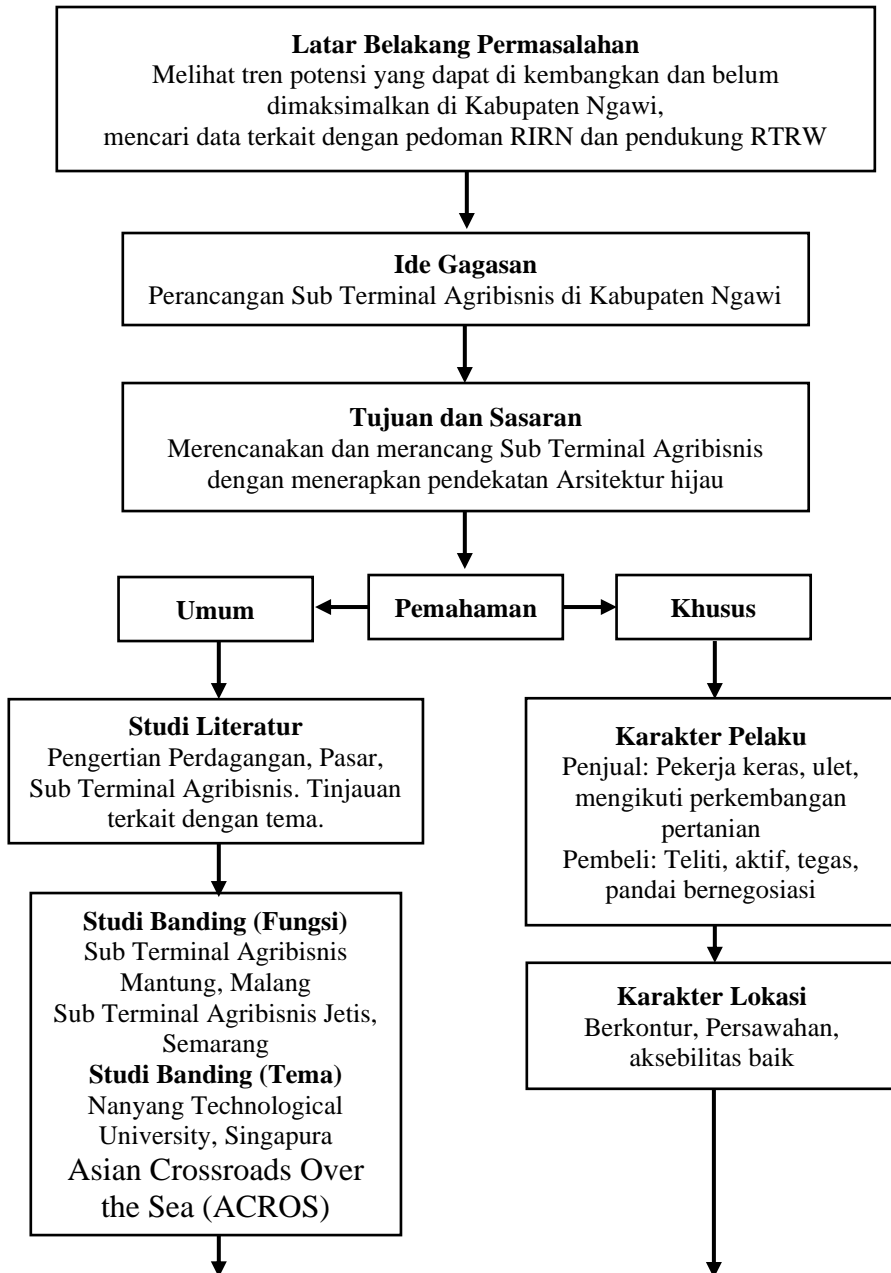 Latar Belakang Permasalahan
Melihat tren potensi yang dapat di kembangkan dan belum
dimaksimalkan di Kabupaten Ngawi,
mencari data terkait dengan pedoman RIRN dan pendukung RTRW
Ide Gagasan
Perancangan Sub Terminal Agribisnis di Kabupaten Ngawi
Tujuan dan Sasaran
Merencanakan dan merancang Sub Terminal Agribisnis
dengan menerapkan pendekatan Arsitektur hijau
Umum
Pemahaman
Khusus
Studi Literatur
Pengertian Perdagangan, Pasar,
Sub Terminal Agribisnis. Tinjauan
terkait dengan tema.
Studi Banding (Fungsi)
Sub Terminal Agribisnis
Mantung, Malang
Sub Terminal Agribisnis Jetis,
Semarang
Studi Banding (Tema)
Nanyang Technological
University, Singapura
Asian Crossroads Over
the Sea (ACROS)
Karakter Pelaku
Penjual: Pekerja keras, ulet,
mengikuti perkembangan
pertanian
Pembeli: Teliti, aktif, tegas,
pandai bernegosiasi
Karakter Lokasi
Berkontur, Persawahan,
aksebilitas baik